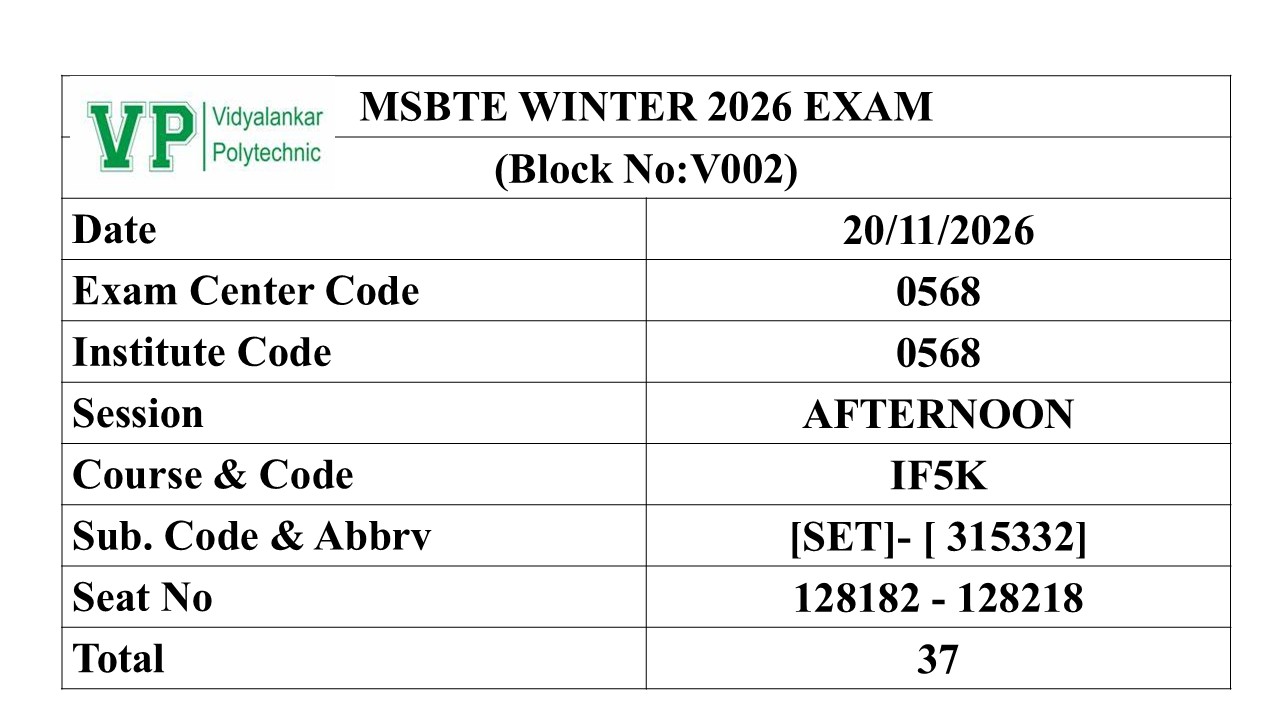 VP Vidyalankar
Polytechnic
MSBTE WINTER 2026 EXAM
(Block No:V002)
Date 20/11/2026
Exam Center Code 0568
Institute Code 0568
Session AFTERNOON
Course & Code IF5K
Sub. Code & Abbrv [SET]- [ 315332]
Seat No 128182 - 128218
Total 37